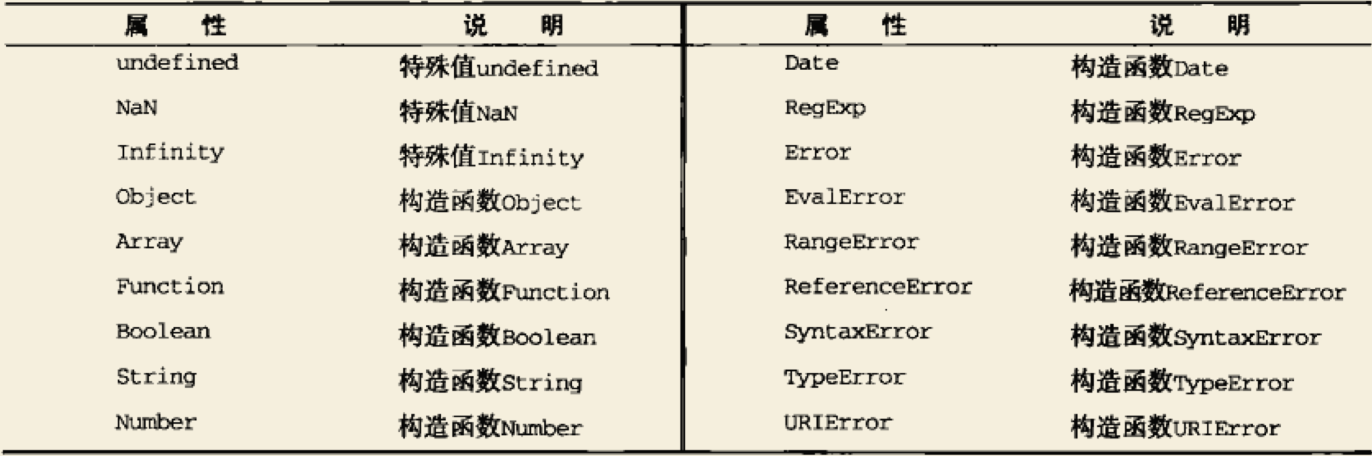 属 性 说 明 属 性 说 明
undefined 特殊值undefined Date 构造函数Date
NaN 特殊值NaN RegExp 构造函数RegExp
Infinity 特殊值Infinity Error 构造函数Error
Object 构造函数Object EvalError 构造函数EvalError
Array 构造函数Array RangeError 构造函数RangeError
Function 构造函数Function ReferenceError 构造函数ReferenceError
Boolean 构造函数Boolean SyntaxError 构造函数SyntaxError
String 构造函数String TypeError 构造函数TypeError
Number 构造函数Number URIError 构造函数URIError